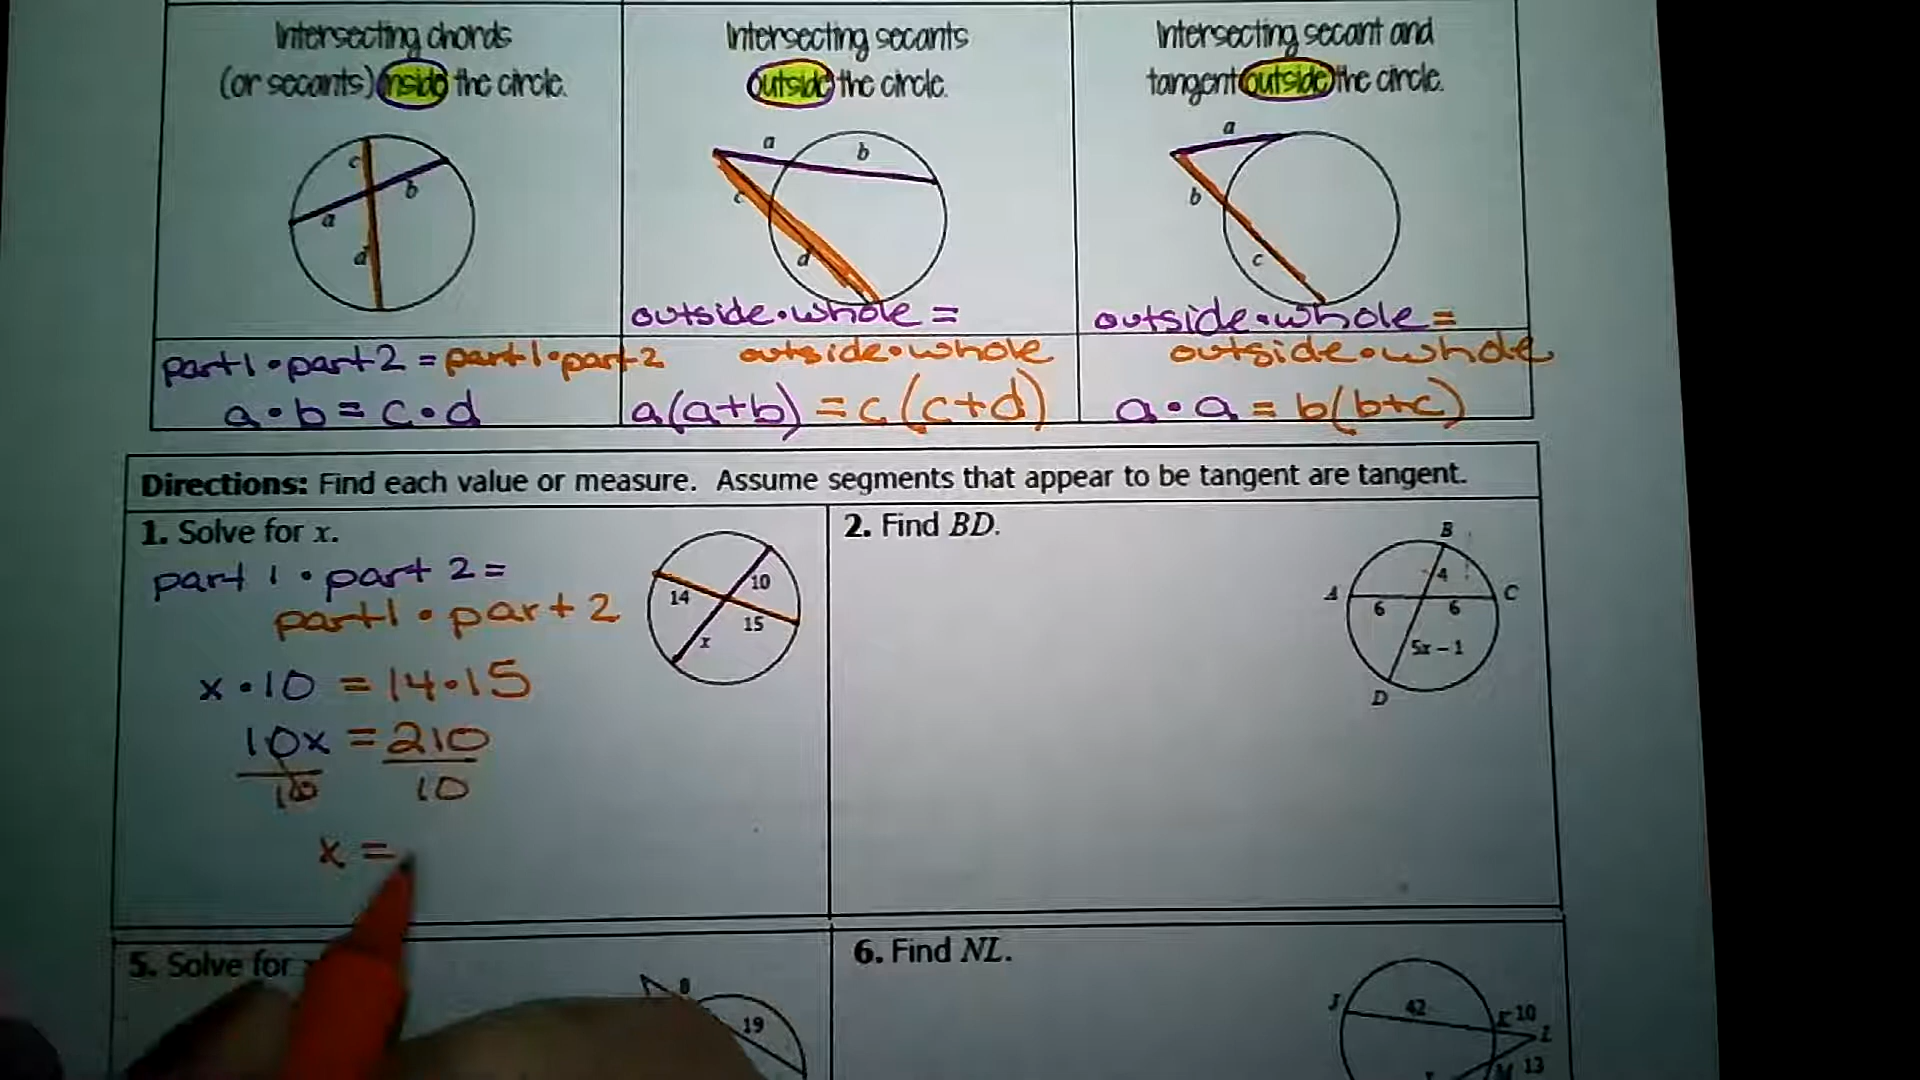 Intersecting chords
(or secants) inside the circle.
c
b
a
d
Intersecting secants
outside the circle.
a
b
c
d
outside • whole =
outside • whole
Intersecting secant and
tangent outside the circle.
a
b
c
outside • whole =
outside • whole
part 1 • part 2 = part 1 • part 2
a • b = c • d
a(a+b) = c(c+d)
a • a = b(b+c)
Directions: Find each value or measure. Assume segments that appear to be tangent are tangent.
1. Solve for x.
part 1 • part 2 =
part 1 • part 2
x • 10 = 14 • 15
10x = 210
10 10
x =
10
14
15
x
2. Find BD.
B
4
A
C
6 6
5x – 1
D
5. Solve for
19
6. Find NL.
J
42
K 10
L
M 13